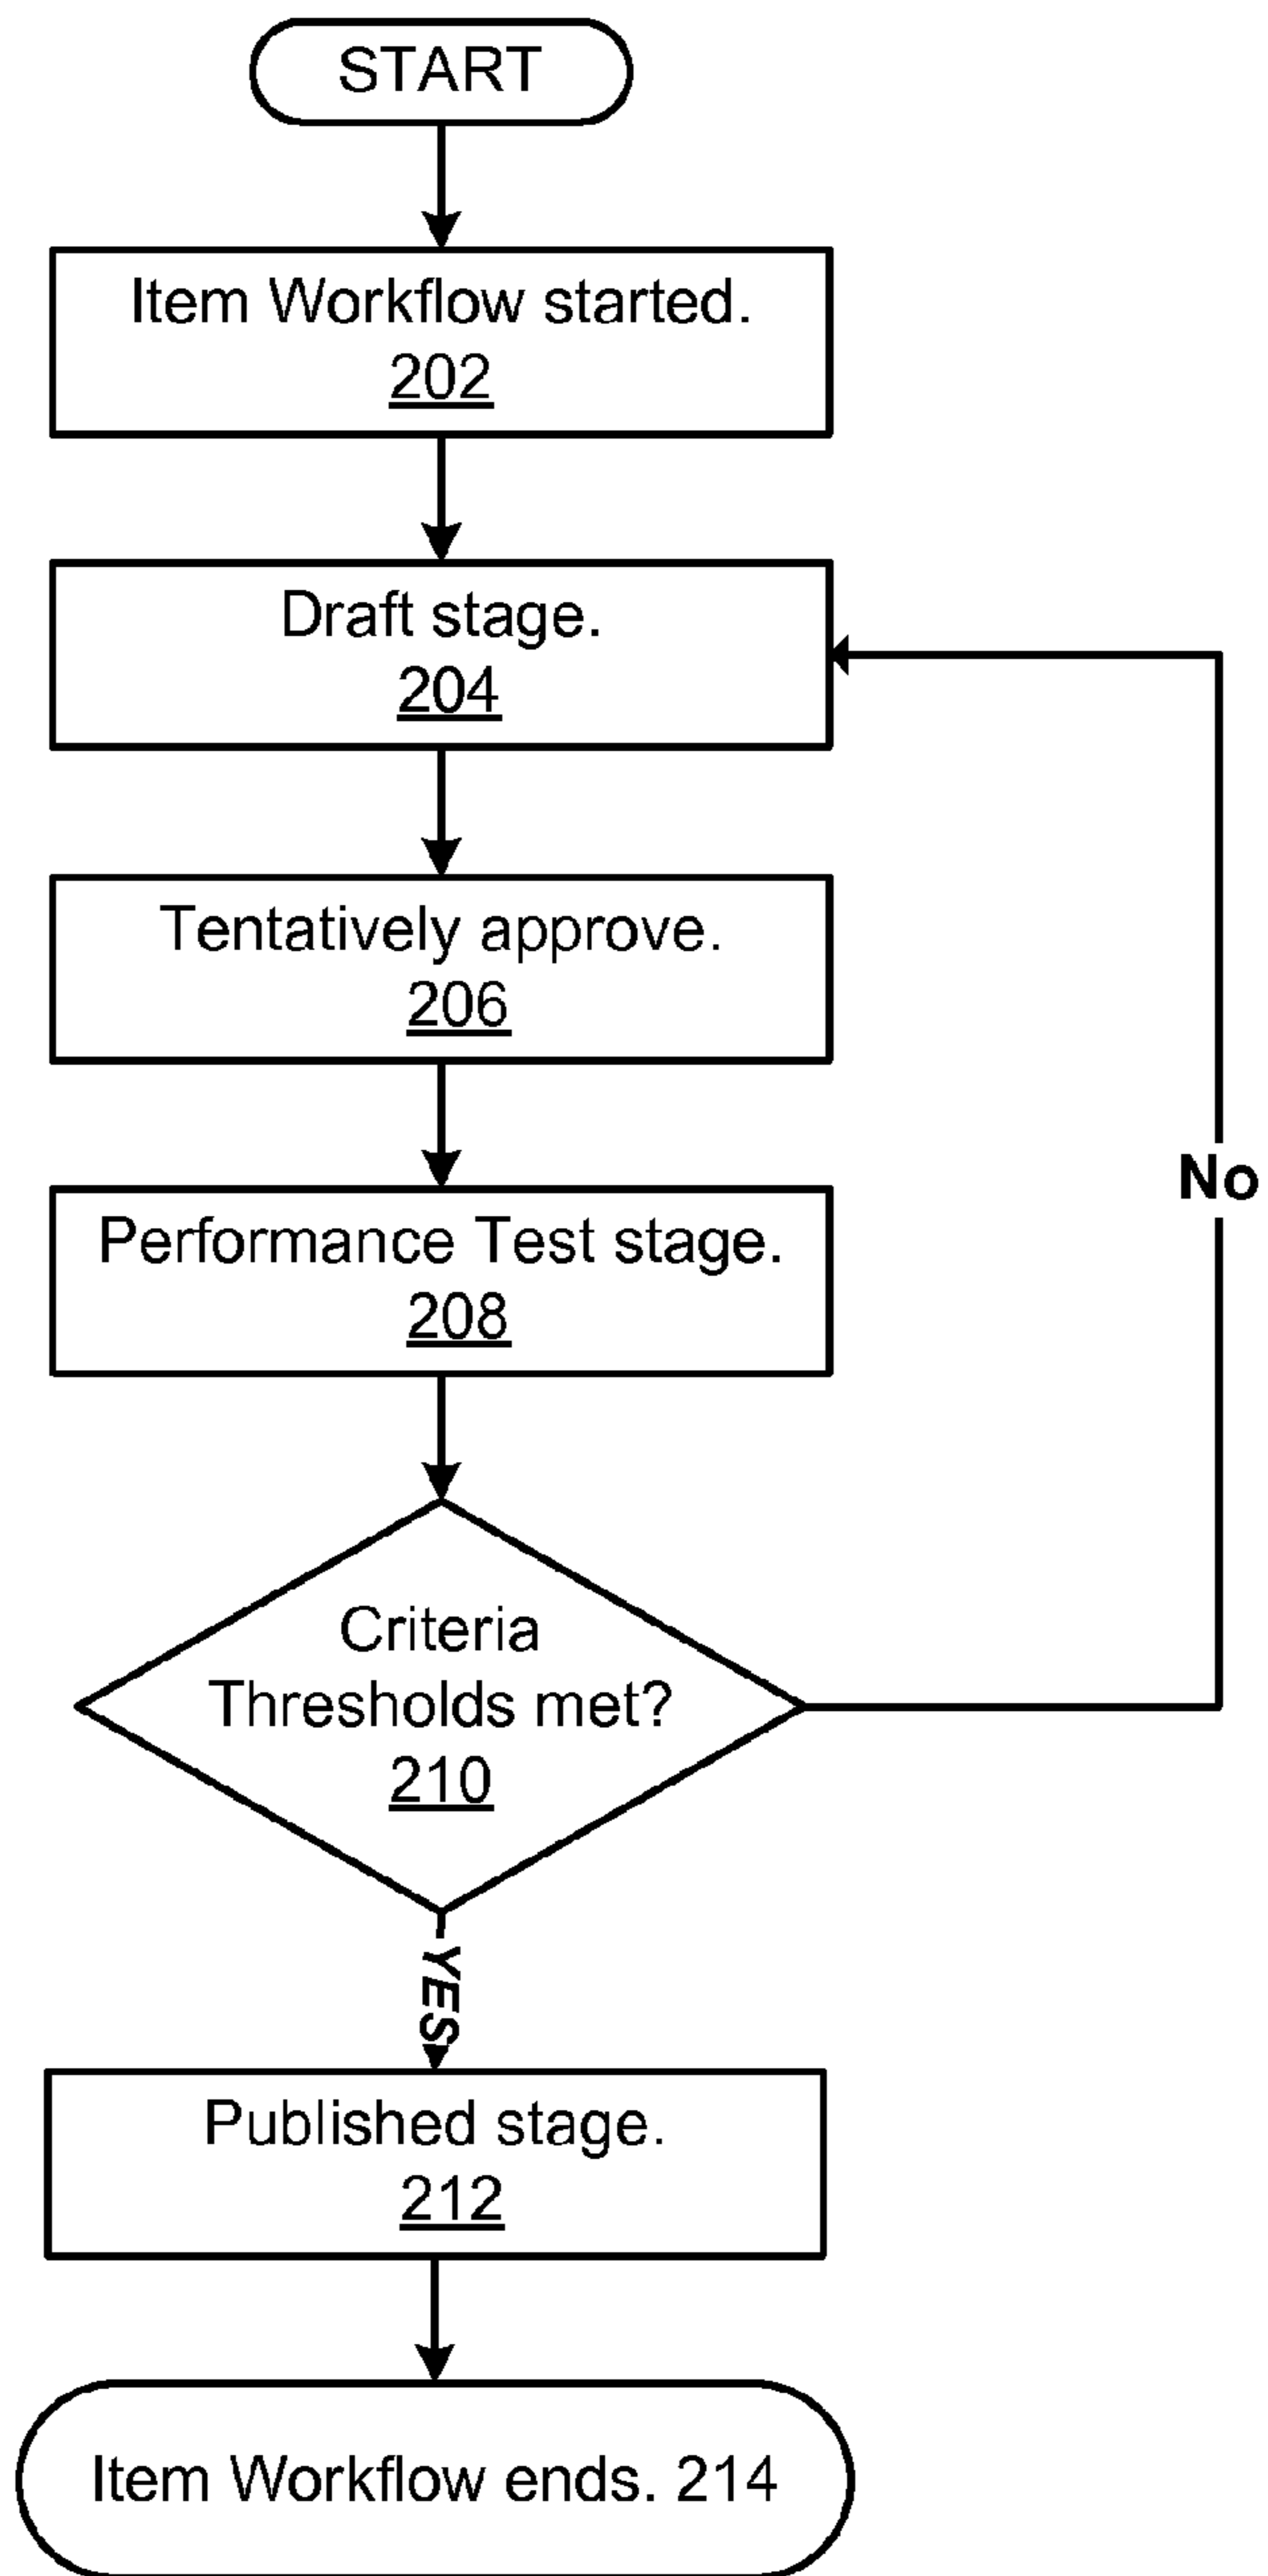 START
Item Workflow started.
202
Draft stage.
204
Tentatively approve.
206
No
Performance Test stage.
208
Criteria
Thresholds met?
210
YES
Published stage.
212
Item Workflow ends. 214